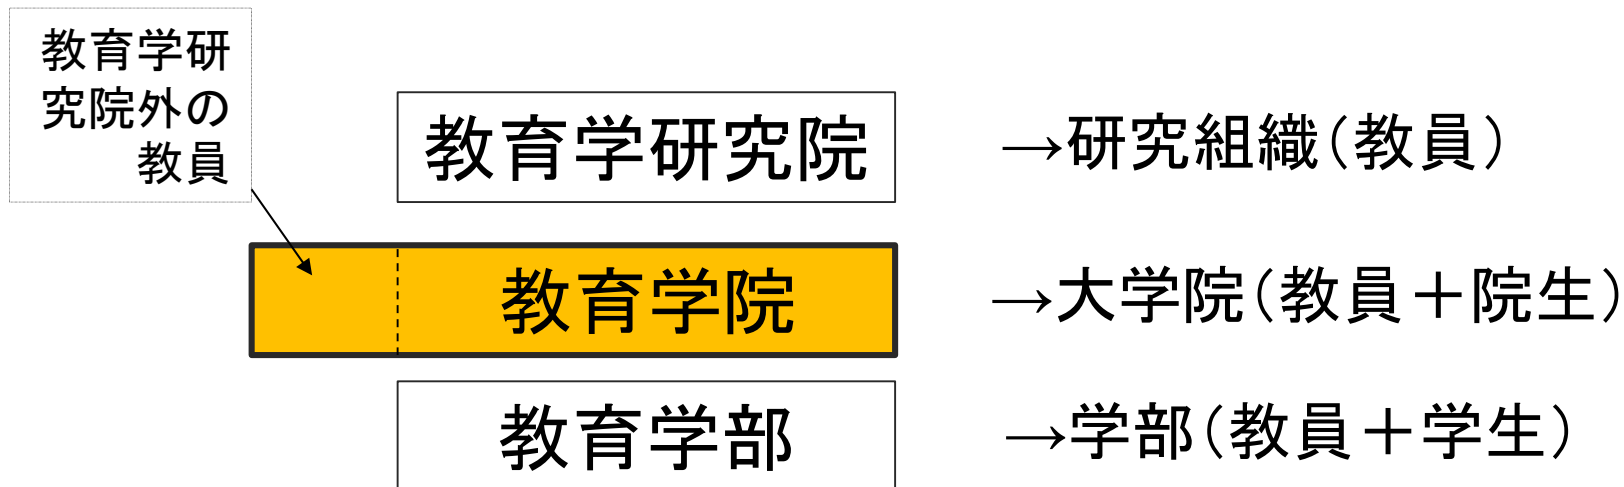 教育学研
究院外の
教員
教育学研究院
→研究組織(教員)
教育学院
→大学院(教員＋院生)
教育学部
→学部(教員＋学生)